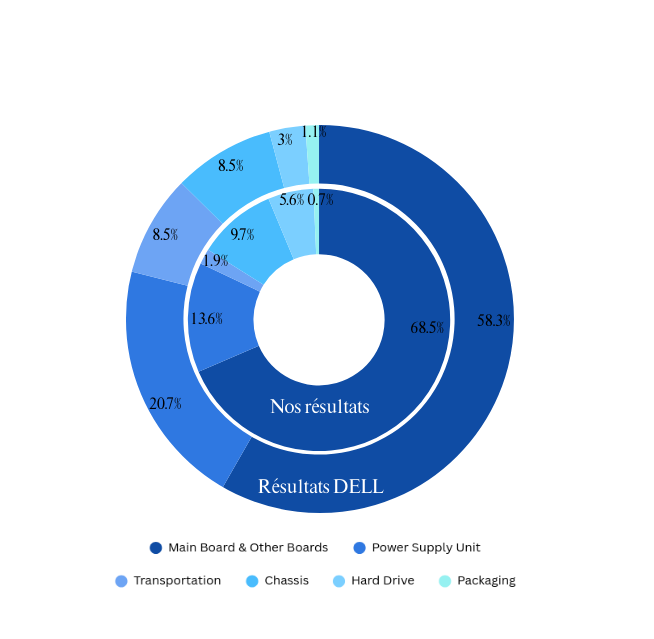 1.1%
3%
8.5%
5.6% 0.7%
8.5%
9.7%
1.9%
13.6%
58.3%
68.5%
20.7%
Nos résultats
Résultats DELL
Main Board & Other Boards
Power Supply Unit
Transportation
Chassis
Hard Drive
Packaging